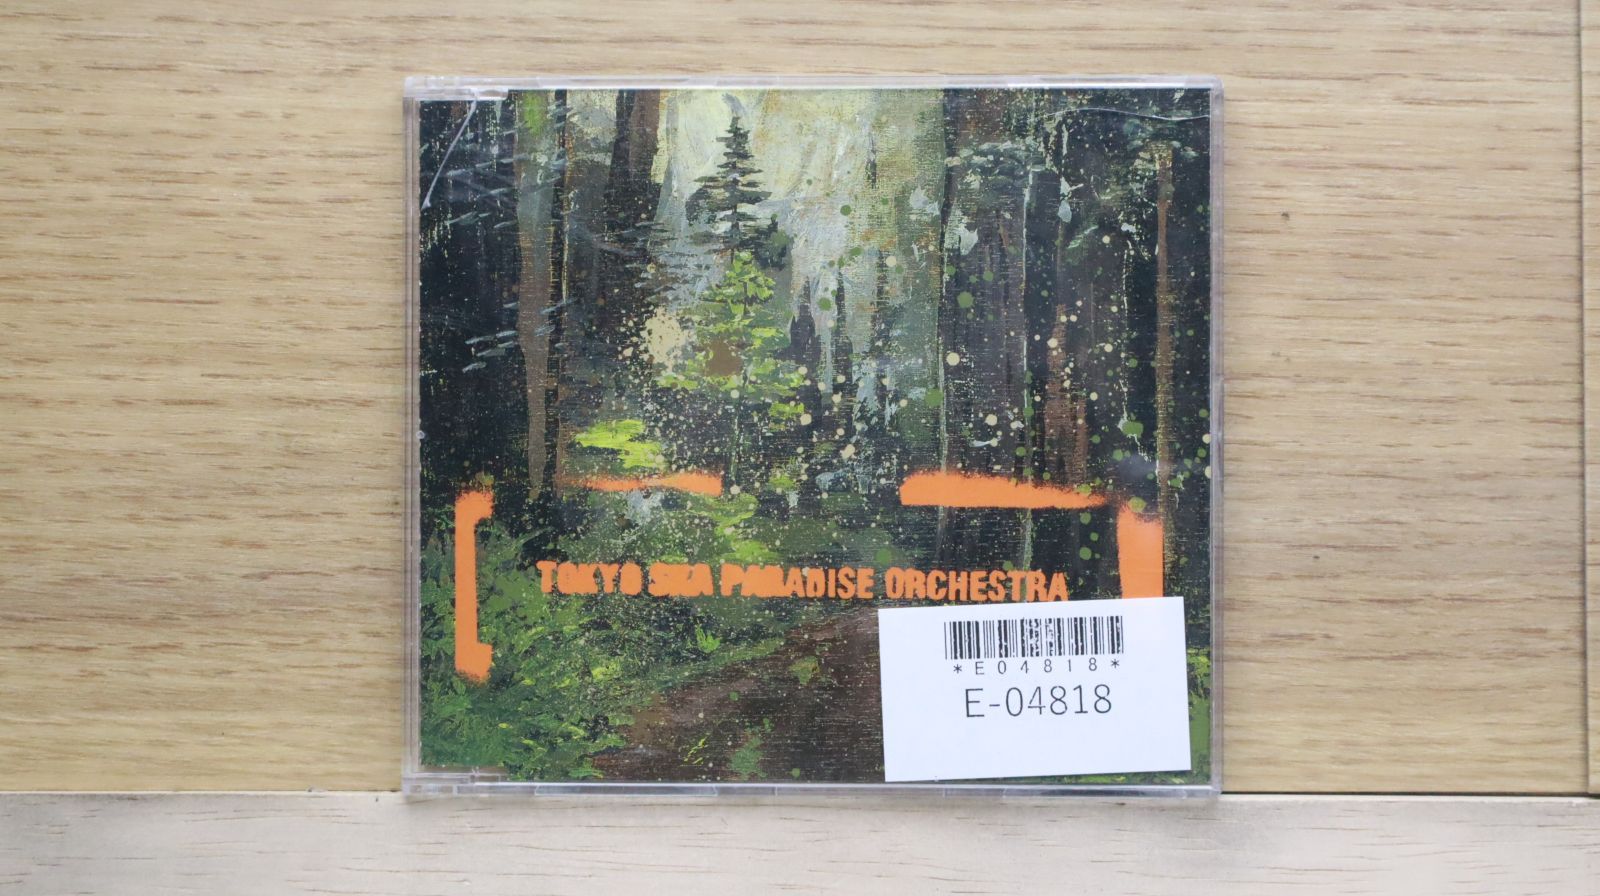 TOKYO SKA PARADISE ORCHESTRA
*E04818*
E-04818